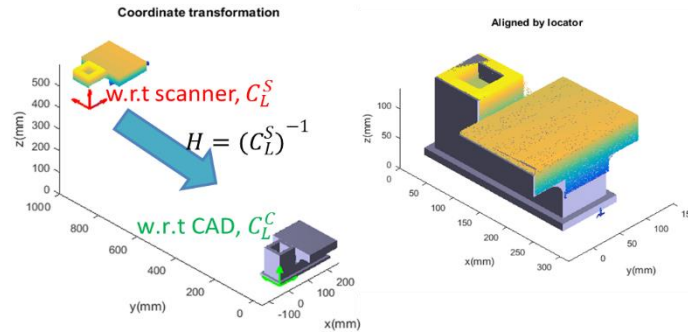 Coordinate transformation
Aligned by locator
z(mm)
500
400
300
200
100
0
1000
800
600
400
200
0
y(mm)
-100
0
100
200
x(mm)
w.r.t scanner, C_L^S
H = (C_L^S)^{-1}
w.r.t CAD, C_L^C
z(mm)
100
50
0
0
50
100
150
200
250
300
x(mm)
0
50
100
y(mm)